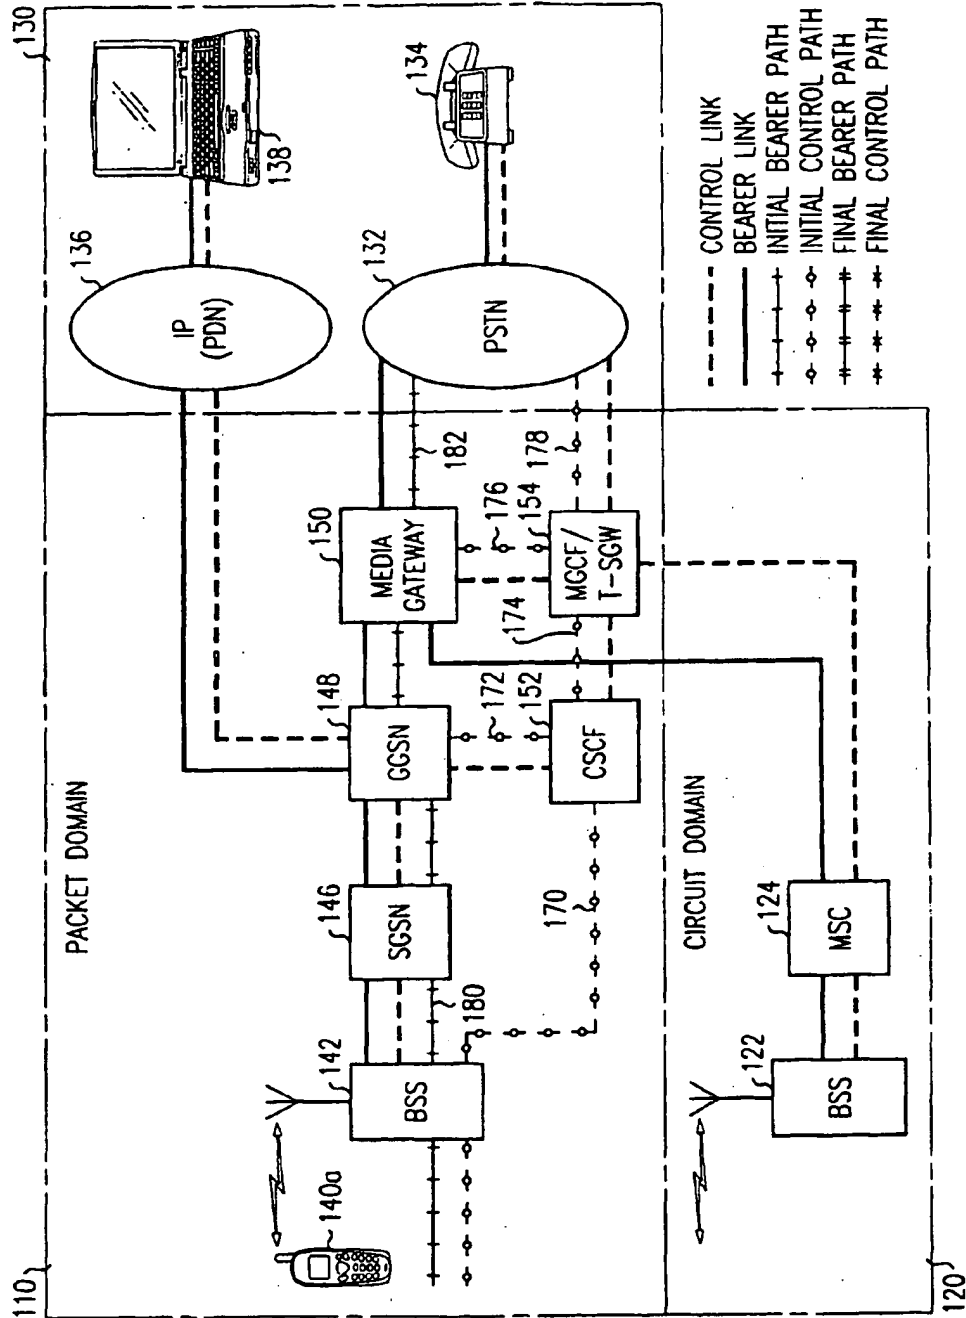 110
130
PACKET DOMAIN
136
IP
(PDN)
138
140a
142
BSS
146
SGSN
148
GGSN
150
MEDIA
GATEWAY
132
PSTN
134
180
182
172
152
CSCF
174
176
154
MGCF/
T-SGW
178
170
CIRCUIT DOMAIN
122
BSS
124
MSC
120
CONTROL LINK
BEARER LINK
INITIAL BEARER PATH
INITIAL CONTROL PATH
FINAL BEARER PATH
FINAL CONTROL PATH